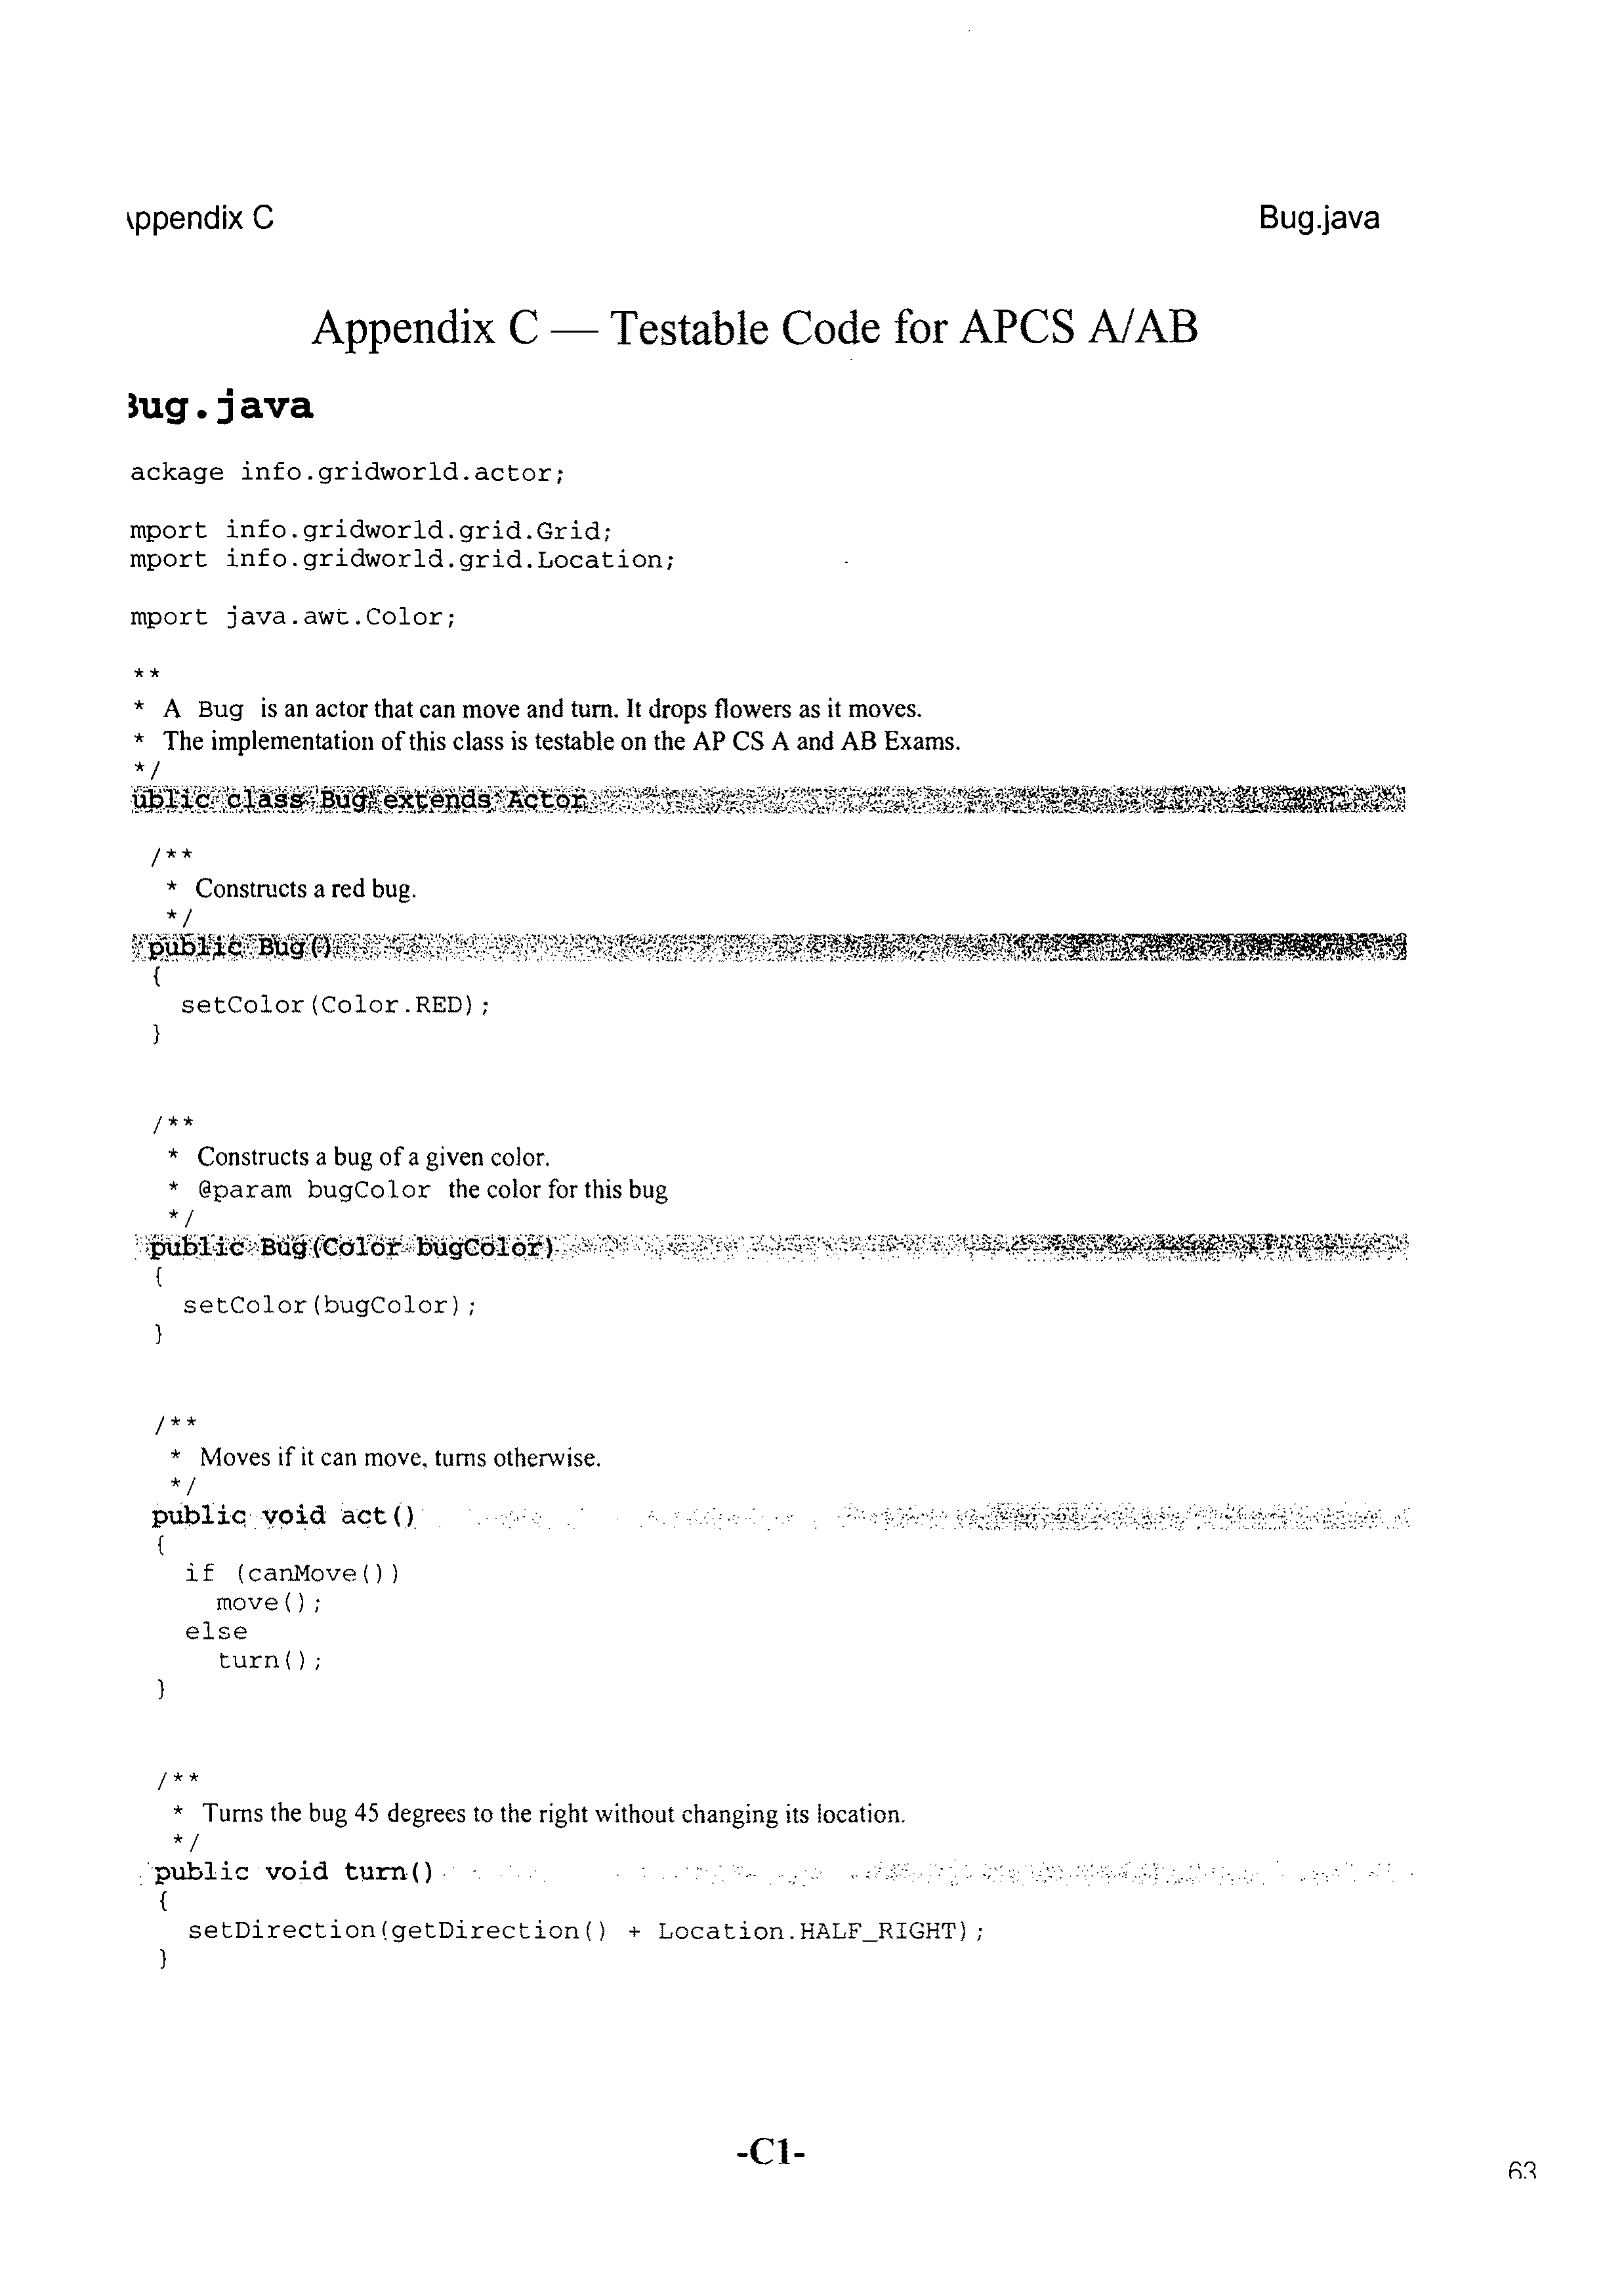 ppendix C
Bug.java
Appendix C — Testable Code for APCS A/AB
Bug.java
ackage info.gridworld.actor;
mport info.gridworld.grid.Grid;
mport info.gridworld.grid.Location;
mport java.awt.Color;
**
* A Bug is an actor that can move and turn. It drops flowers as it moves.
* The implementation of this class is testable on the AP CS A and AB Exams.
*/
ublic class Bug extends Actor
/**
* Constructs a red bug.
*/
public Bug()
{
setColor(Color.RED);
}
/**
* Constructs a bug of a given color.
* @param bugColor the color for this bug
*/
public Bug(Color bugColor)
{
setColor(bugColor);
}
/**
* Moves if it can move, turns otherwise.
*/
public void act()
{
if (canMove())
move();
else
turn();
}
/**
* Turns the bug 45 degrees to the right without changing its location.
*/
public void turn()
{
setDirection(getDirection() + Location.HALF_RIGHT);
}
-C1-
63